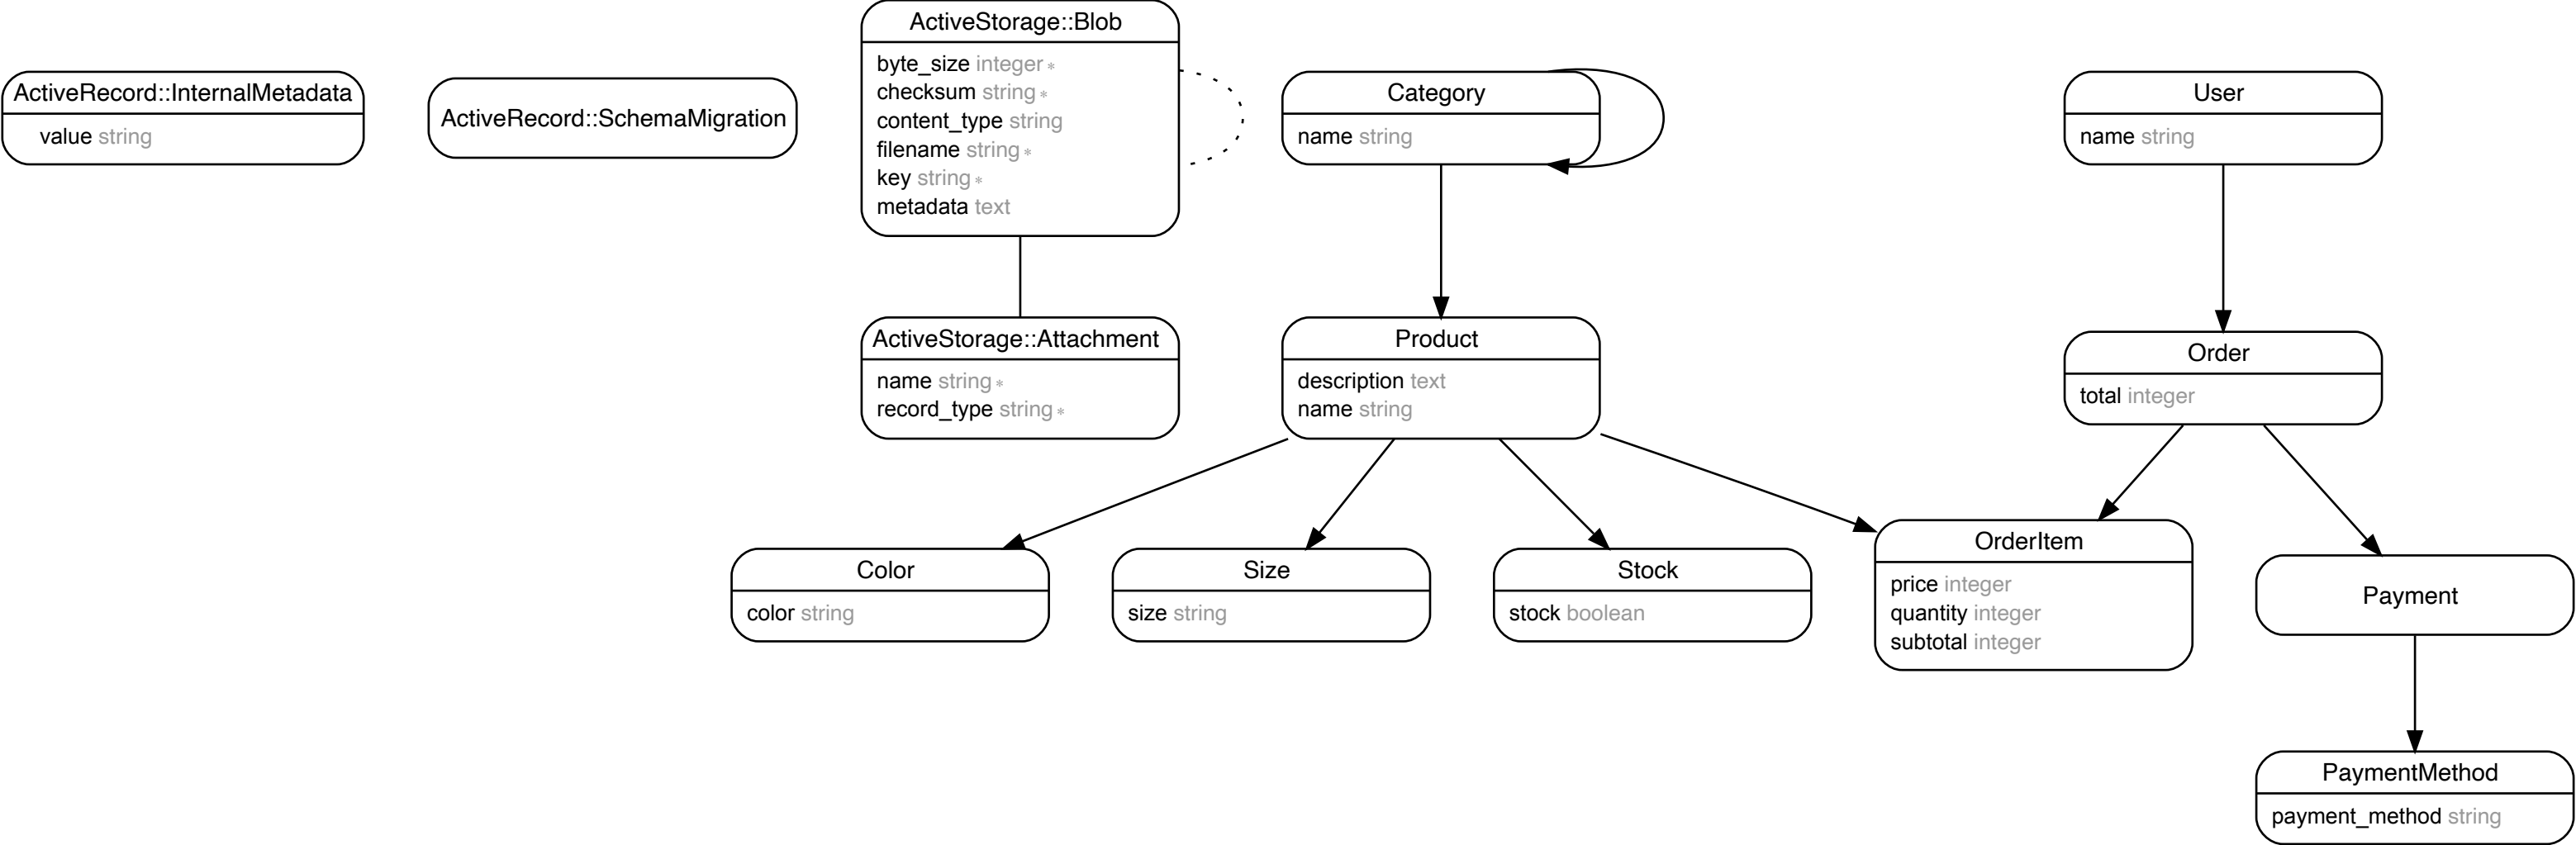 ActiveRecord::InternalMetadata
value string
ActiveRecord::SchemaMigration
ActiveStorage::Blob
byte_size integer *
checksum string *
content_type string
filename string *
key string *
metadata text
Category
name string
User
name string
ActiveStorage::Attachment
name string *
record_type string *
Product
description text
name string
Order
total integer
Color
color string
Size
size string
Stock
stock boolean
OrderItem
price integer
quantity integer
subtotal integer
Payment
PaymentMethod
payment_method string